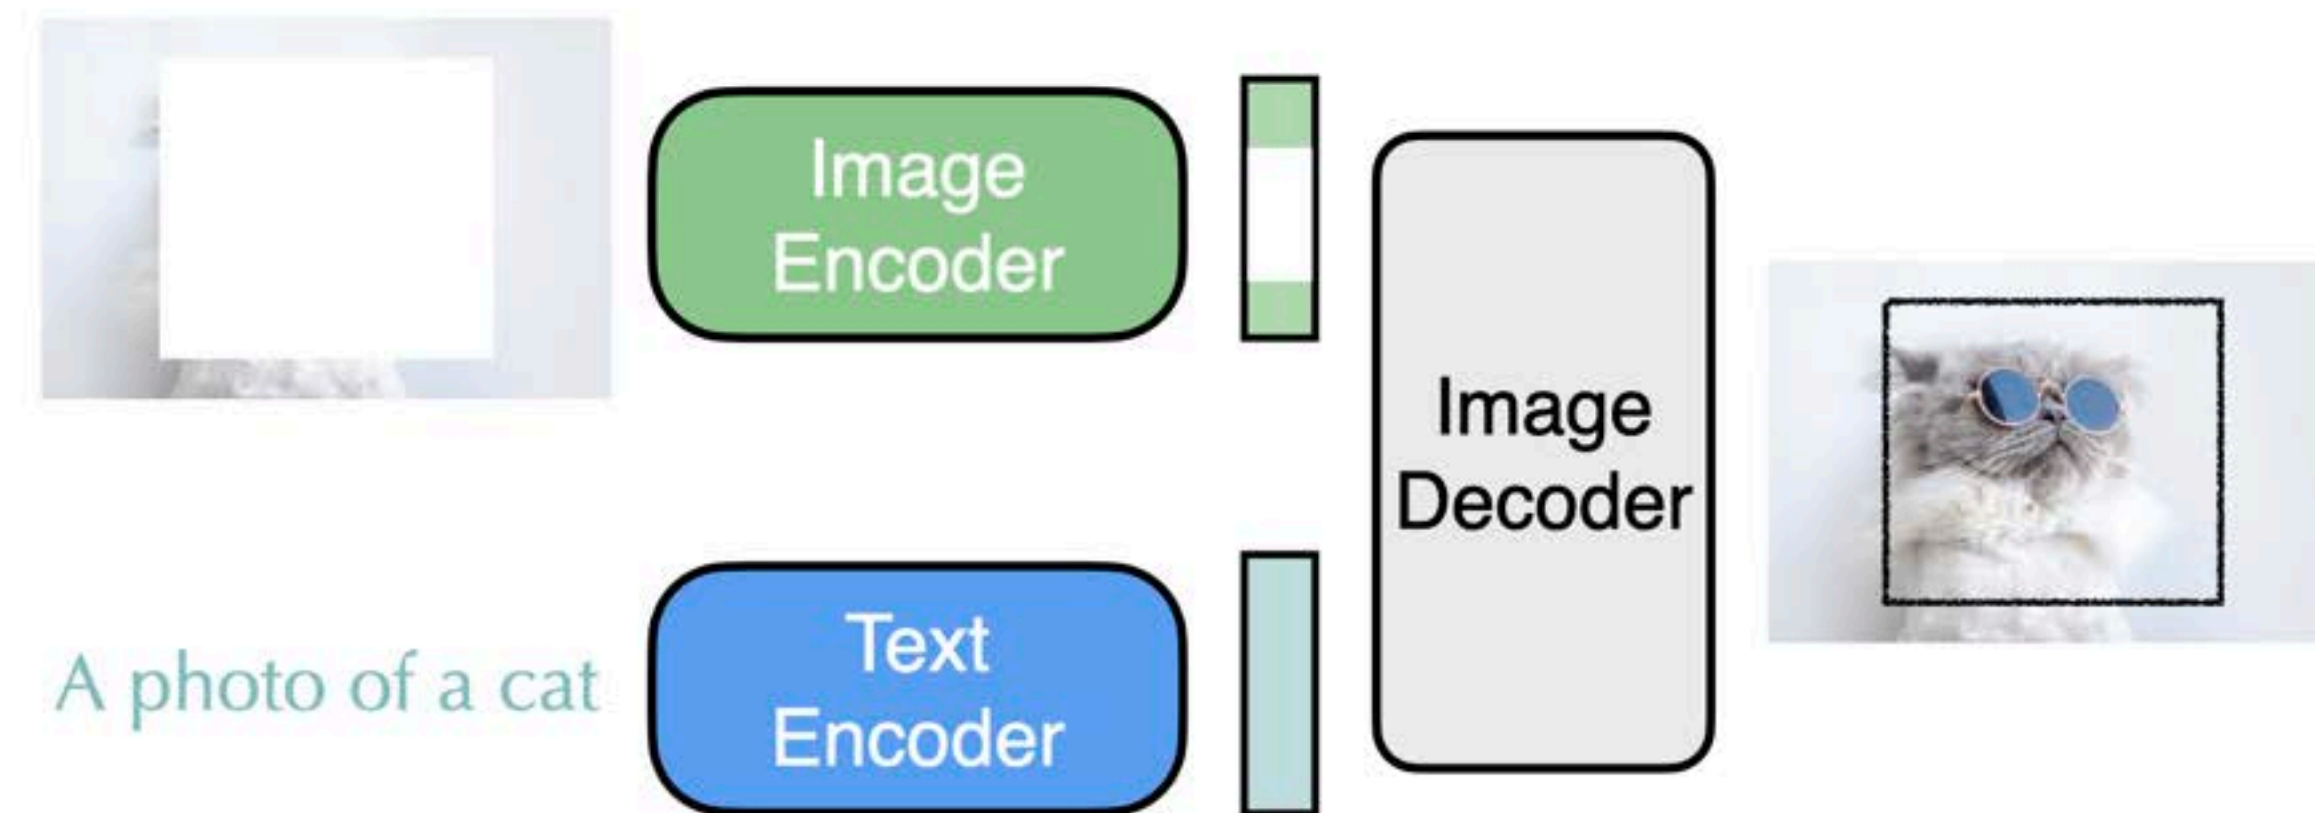 Image
Encoder
Image
Decoder
A photo of a cat
Text
Encoder